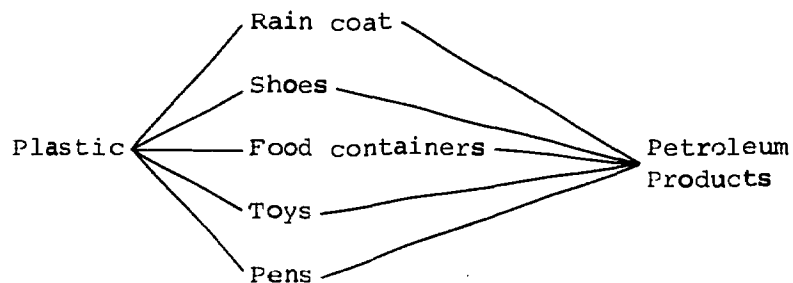 Rain coat
Shoes
Plastic
Food containers
Petroleum
Products
Toys
Pens